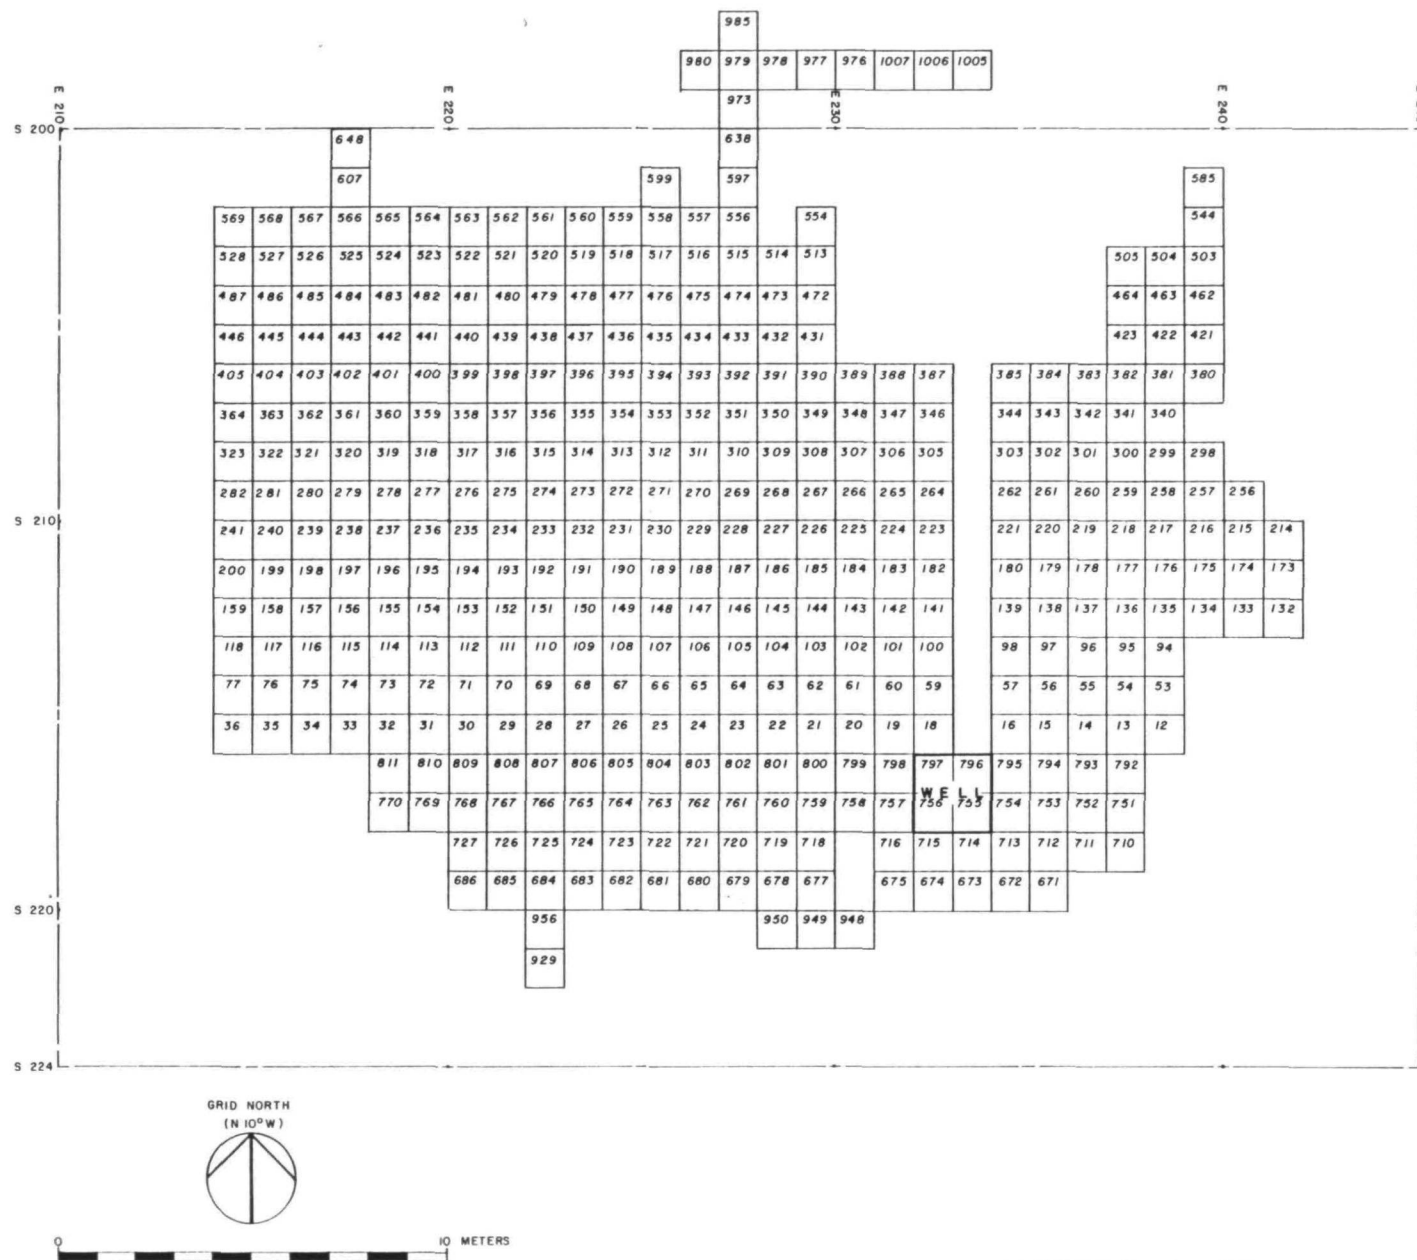 985
980 979 978 977 976 1007 1006 1005
973
E 210 E 220 E 230 E 240
S 200
648 638
607 599 597 585
569 568 567 566 565 564 563 562 561 560 559 558 557 556 554 544
528 527 526 525 524 523 522 521 520 519 518 517 516 515 514 513 505 504 503
487 486 485 484 483 482 481 480 479 478 477 476 475 474 473 472 464 463 462
446 445 444 443 442 441 440 439 438 437 436 435 434 433 432 431 423 422 421
405 404 403 402 401 400 399 398 397 396 395 394 393 392 391 390 389 388 387 385 384 383 382 381 380
364 363 362 361 360 359 358 357 356 355 354 353 352 351 350 349 348 347 346 344 343 342 341 340
323 322 321 320 319 318 317 316 315 314 313 312 311 310 309 308 307 306 305 303 302 301 300 299 298
282 281 280 279 278 277 276 275 274 273 272 271 270 269 268 267 266 265 264 262 261 260 259 258 257 256
S 210
241 240 239 238 237 236 235 234 233 232 231 230 229 228 227 226 225 224 223 221 220 219 218 217 216 215 214
200 199 198 197 196 195 194 193 192 191 190 189 188 187 186 185 184 183 182 180 179 178 177 176 175 174 173
159 158 157 156 155 154 153 152 151 150 149 148 147 146 145 144 143 142 141 139 138 137 136 135 134 133 132
118 117 116 115 114 113 112 111 110 109 108 107 106 105 104 103 102 101 100 98 97 96 95 94
77 76 75 74 73 72 71 70 69 68 67 66 65 64 63 62 61 60 59 57 56 55 54 53
36 35 34 33 32 31 30 29 28 27 26 25 24 23 22 21 20 19 18 16 15 14 13 12
811 810 809 808 807 806 805 804 803 802 801 800 799 798 797 796 795 794 793 792
WELL
770 769 768 767 766 765 764 763 762 761 760 759 758 757 756 755 754 753 752 751
727 726 725 724 723 722 721 720 719 718 716 715 714 713 712 711 710
686 685 684 683 682 681 680 679 678 677 675 674 673 672 671
S 220
956 950 949 948
929
S 224
GRID NORTH
(N 10° W)
0 10 METERS